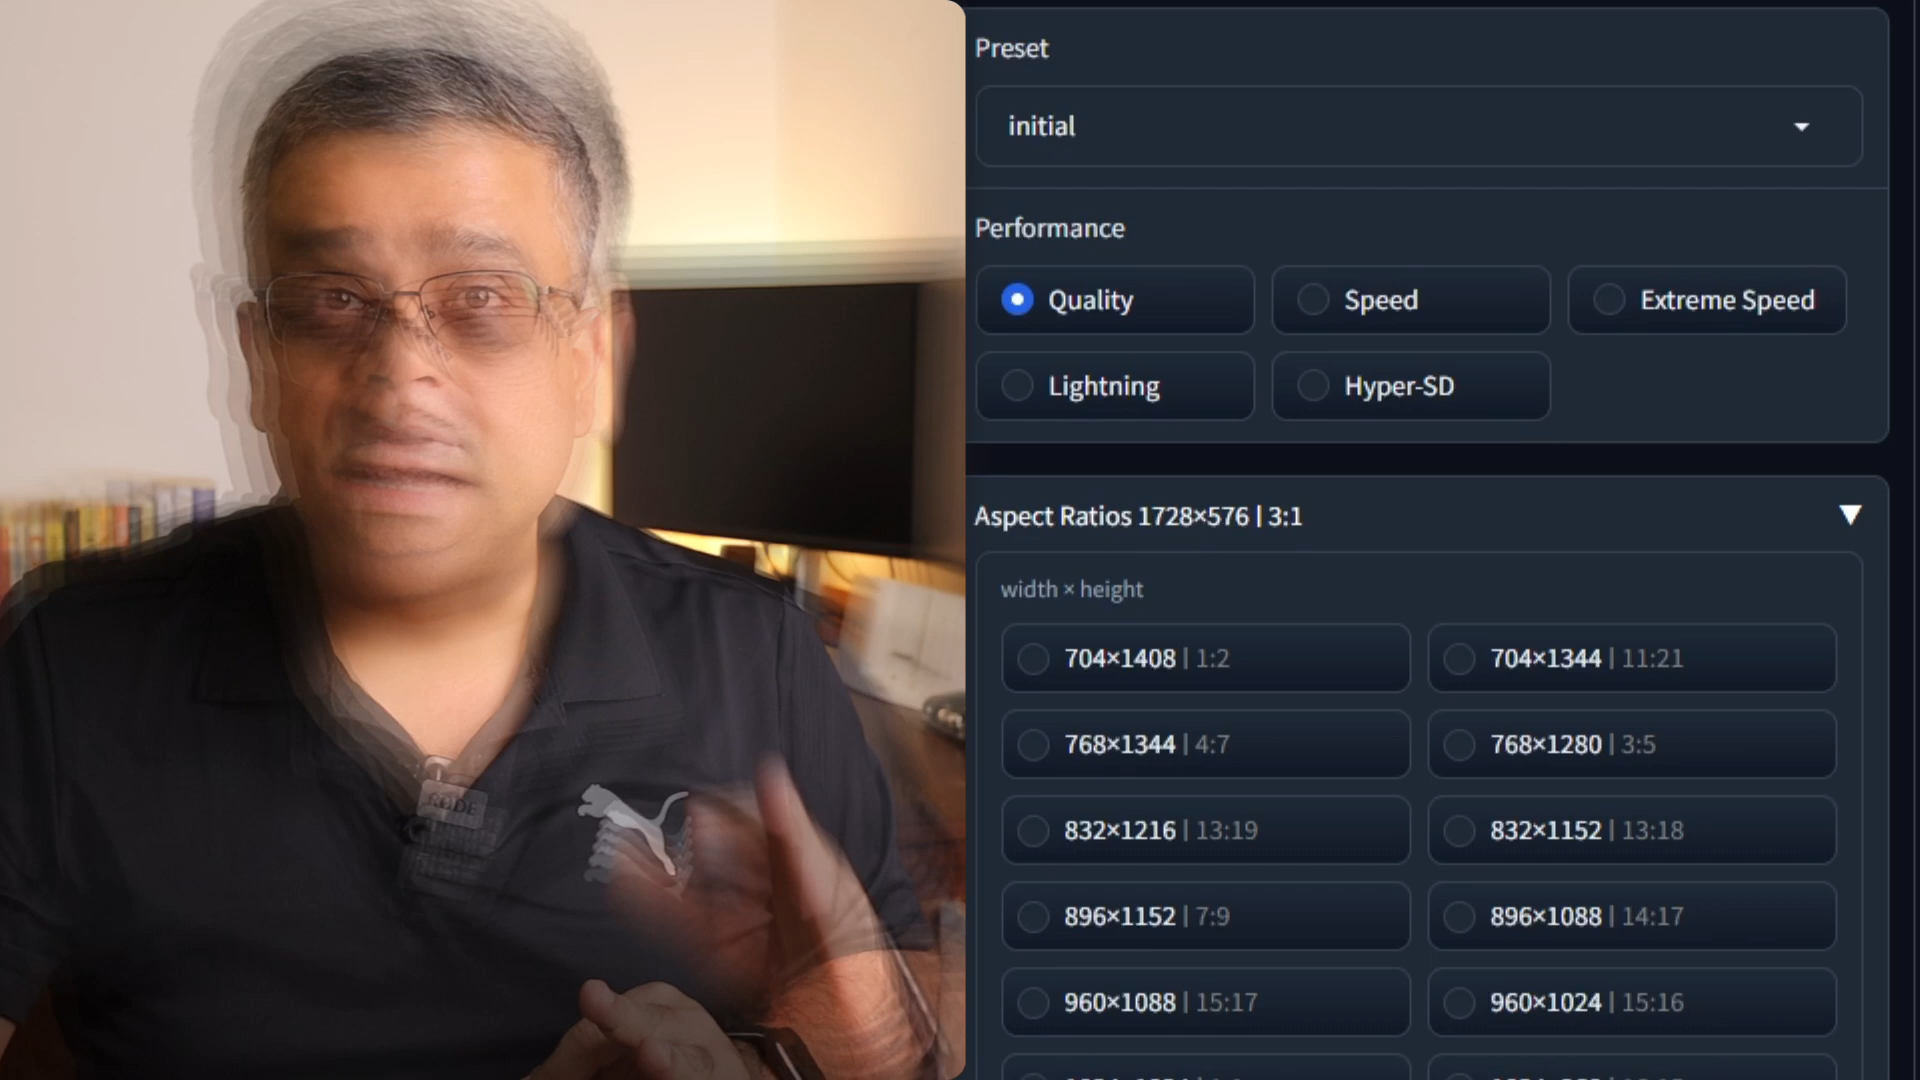 Preset
initial
Performance
Quality
Speed
Extreme Speed
Lightning
Hyper-SD
Aspect Ratios 1728×576 | 3:1
width × height
704×1408 | 1:2
704×1344 | 11:21
768×1344 | 4:7
768×1280 | 3:5
832×1216 | 13:19
832×1152 | 13:18
896×1152 | 7:9
896×1088 | 14:17
960×1088 | 15:17
960×1024 | 15:16